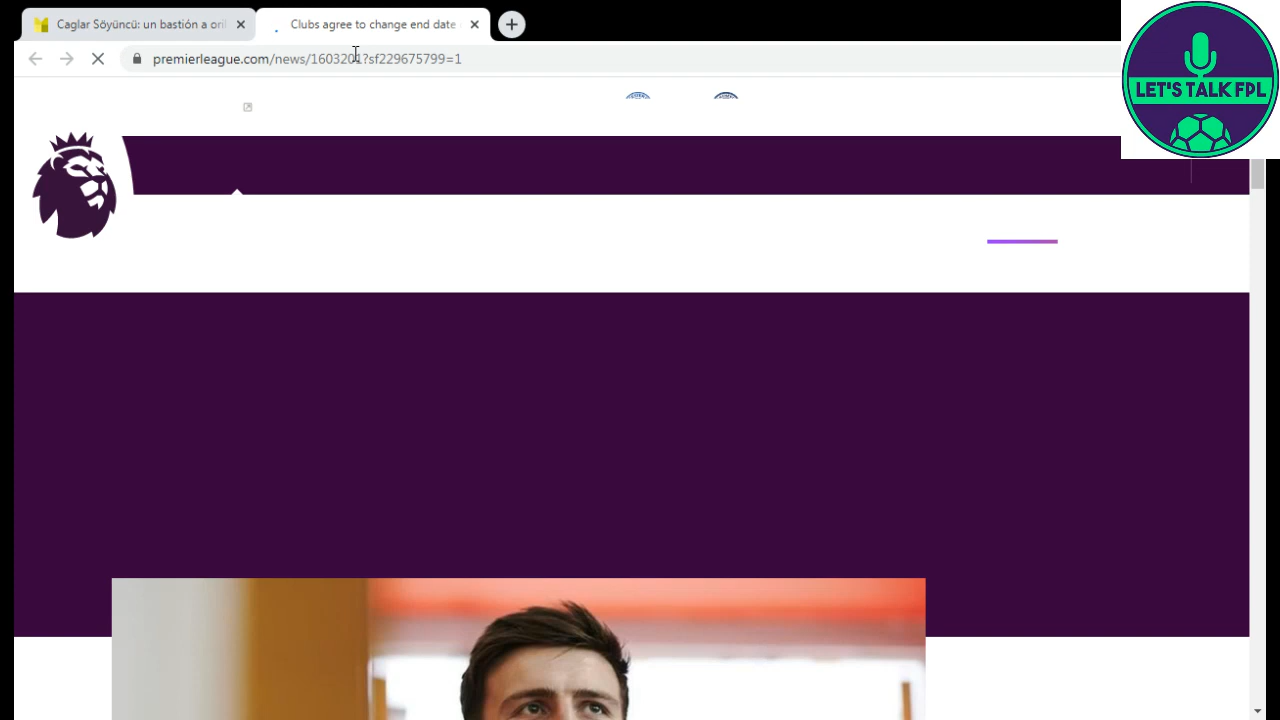 Caglar Söyüncü: un bastión a oril
Clubs agree to change end date
premierleague.com/news/1603201?sf229675799=1
LET'S TALK FPL